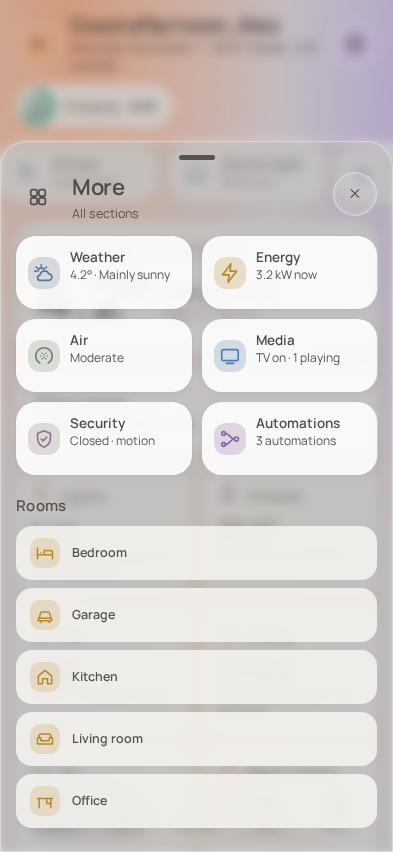 More
All sections
Weather
4.2° · Mainly sunny
Energy
3.2 kW now
Air
Moderate
Media
TV on · 1 playing
Security
Closed · motion
Automations
3 automations
Rooms
Bedroom
Garage
Kitchen
Living room
Office